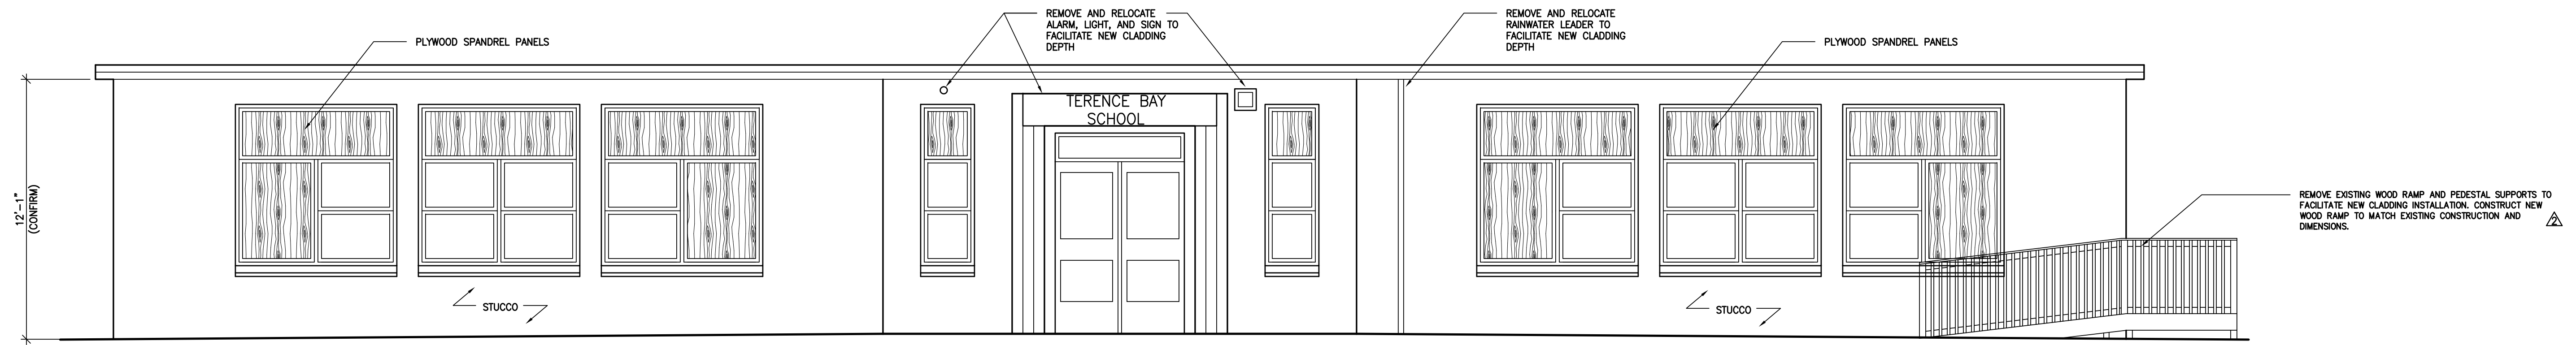 REMOVE AND RELOCATE
ALARM, LIGHT, AND SIGN TO
FACILITATE NEW CLADDING
DEPTH
REMOVE AND RELOCATE
RAINWATER LEADER TO
FACILITATE NEW CLADDING
DEPTH
PLYWOOD SPANDREL PANELS
PLYWOOD SPANDREL PANELS
TERENCE BAY
SCHOOL
12'-1"
(CONFIRM)
REMOVE EXISTING WOOD RAMP AND PEDESTAL SUPPORTS TO
FACILITATE NEW CLADDING INSTALLATION. CONSTRUCT NEW
WOOD RAMP TO MATCH EXISTING CONSTRUCTION AND
DIMENSIONS.
2
STUCCO
STUCCO